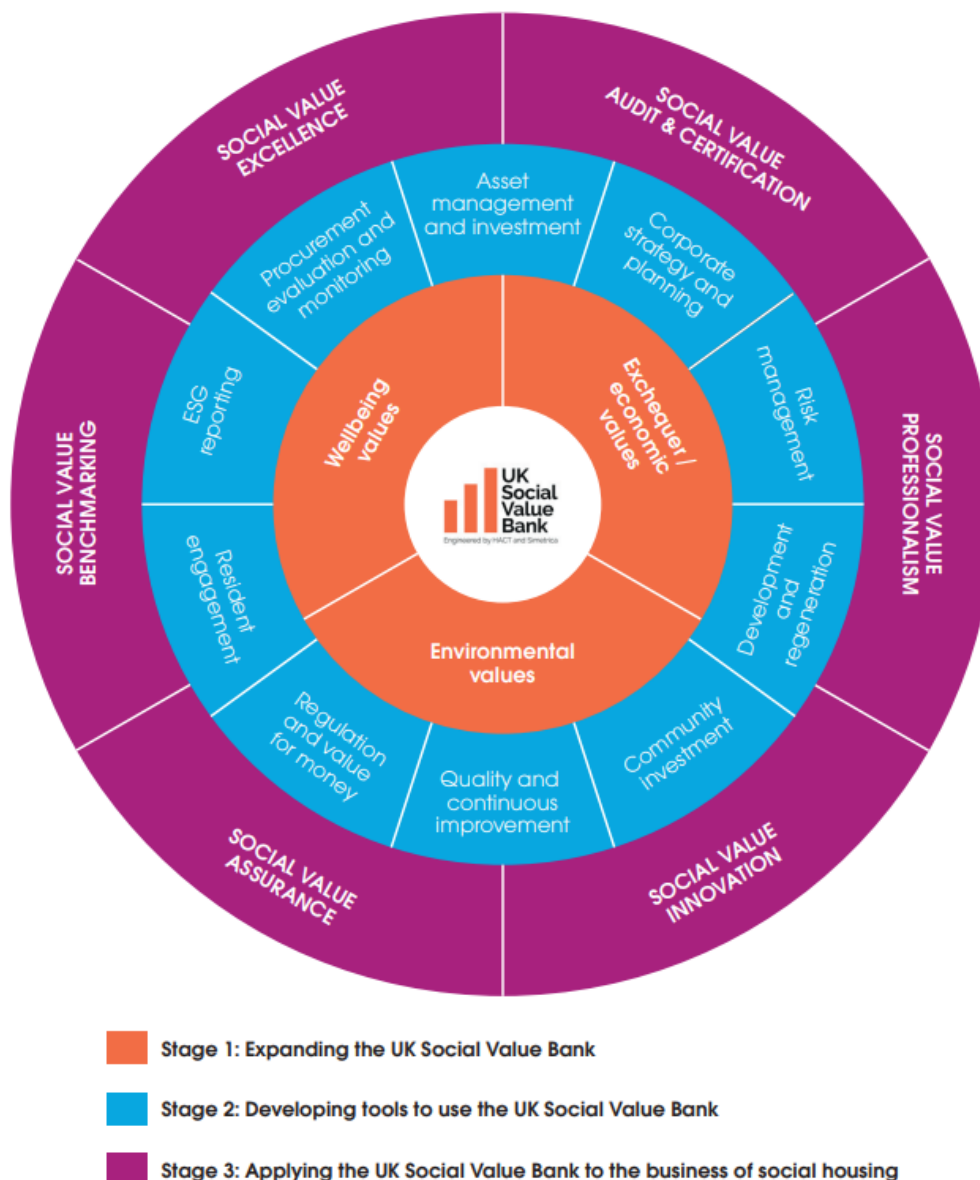 SOCIAL VALUE
EXCELLENCE
SOCIAL VALUE
AUDIT & CERTIFICATION
SOCIAL VALUE
PROFESSIONALISM
SOCIAL VALUE
INNOVATION
SOCIAL VALUE
ASSURANCE
SOCIAL VALUE
BENCHMARKING
Asset
management
and investment
Corporate
strategy and
planning
Risk
management
Development
and
regeneration
Community
investment
Quality and
continuous
improvement
Regulation
and value
for money
Resident
engagement
ESG
reporting
Procurement
evaluation and
monitoring
Wellbeing
values
Exchequer /
economic
values
Environmental
values
UK
Social
Value
Bank
Engineered by HACT and Simetrica
Stage 1: Expanding the UK Social Value Bank
Stage 2: Developing tools to use the UK Social Value Bank
Stage 3: Applying the UK Social Value Bank to the business of social housing